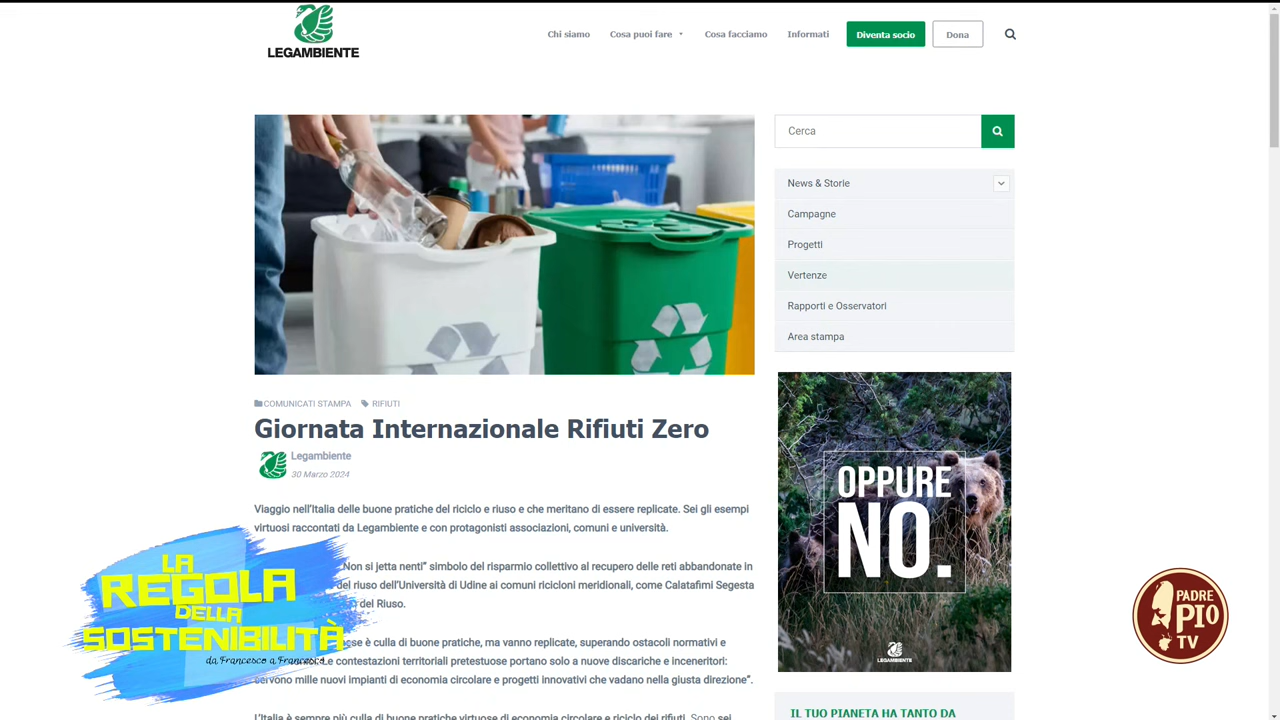 LEGAMBIENTE
Chi siamo
Cosa puoi fare
Cosa facciamo
Informati
Diventa socio
Dona
Cerca
News & Storie
Campagne
Progetti
Vertenze
Rapporti e Osservatori
Area stampa
COMUNICATI STAMPA RIFIUTI
Giornata Internazionale Rifiuti Zero
Legambiente
30 Marzo 2024
Viaggio nell'Italia delle buone pratiche del riciclo e riuso e che meritano di essere replicate. Sei gli esempi
virtuosi raccontati da Legambiente e con protagonisti associazioni, comuni e università.
Non si jetta nenti" simbolo del risparmio collettivo al recupero delle reti abbandonate in
del riuso dell'Università di Udine ai comuni ricicloni meridionali, come Calatafimi Segesta
del Riuso.
è culla di buone pratiche, ma vanno replicate, superando ostacoli normativi e
Le contestazioni territoriali pretestuose portano solo a nuove discariche e inceneritori:
servono mille nuovi impianti di economia circolare e progetti innovativi che vadano nella giusta direzione".
L'Italia è sempre più culla di buone pratiche virtuose di economia circolare e riciclo dei rifiuti. Sono sei
OPPURE
NO.
LEGAMBIENTE
IL TUO PIANETA HA TANTO DA
LA
REGOLA
DELLA
SOSTENIBILITÀ
da Francesco a Francesco
PADRE
PIO
TV